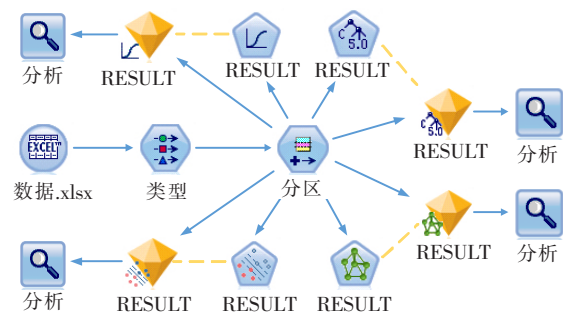 分析
RESULT
RESULT
C 5.0
RESULT
C 5.0
RESULT
分析
EXCEL
数据.xlsx
类型
分区
RESULT
分析
分析
RESULT
RESULT
RESULT